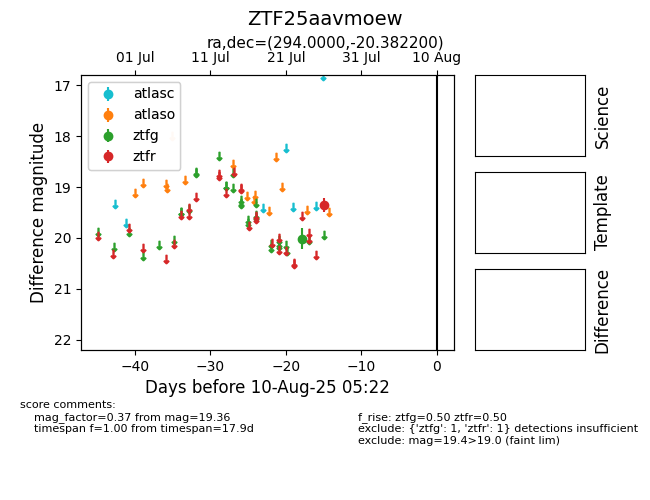 ZTF25aavmoew
ra,dec=(294.0000,-20.382200)
01 Jul 11 Jul 21 Jul 31 Jul 10 Aug
atlasc
atlaso
ztfg
ztfr
17
18
19
20
21
22
Difference magnitude
−40 −30 −20 −10 0
Days before 10-Aug-25 05:22
Science
Template
Difference
score comments:
mag_factor=0.37 from mag=19.36
timespan f=1.00 from timespan=17.9d
f_rise: ztfg=0.50 ztfr=0.50
exclude: {'ztfg': 1, 'ztfr': 1} detections insufficient
exclude: mag=19.4>19.0 (faint lim)